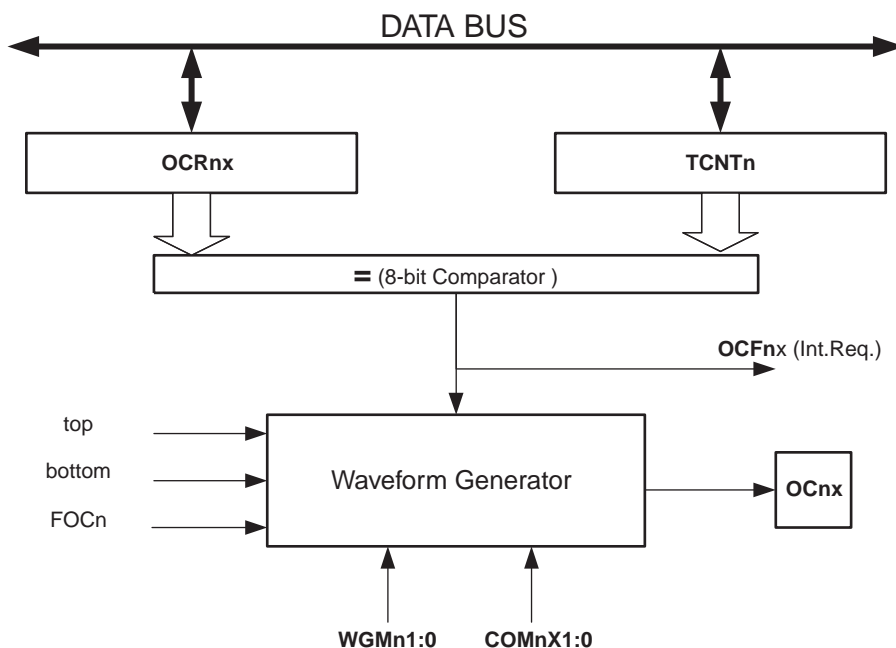 DATA BUS
OCRnx
TCNTn
= (8-bit Comparator )
OCFnx (Int.Req.)
top
bottom
FOCn
Waveform Generator
OCnx
WGMn1:0
COMnX1:0